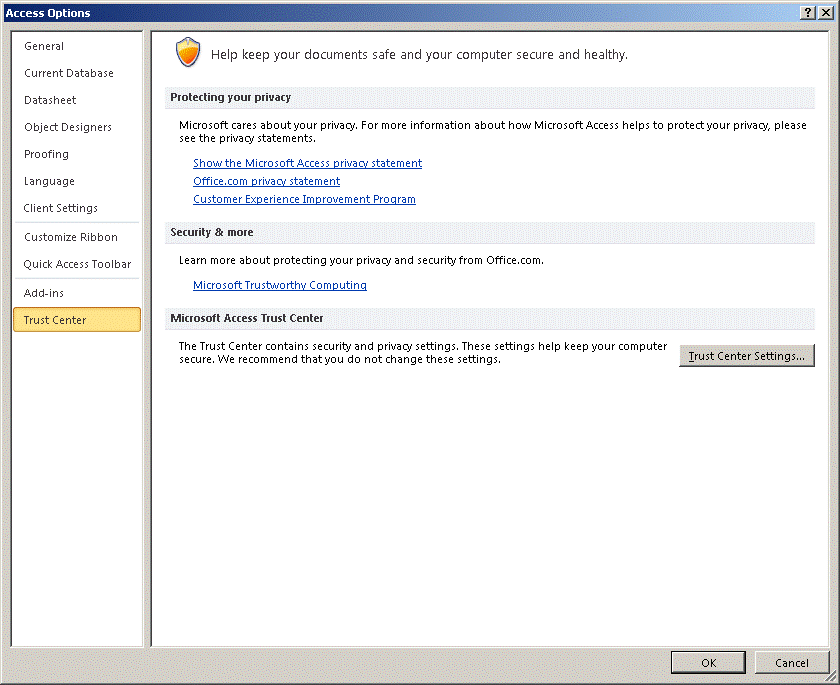 Access Options
General
Current Database
Datasheet
Object Designers
Proofing
Language
Client Settings
Customize Ribbon
Quick Access Toolbar
Add-ins
Trust Center
Help keep your documents safe and your computer secure and healthy.
Protecting your privacy
Microsoft cares about your privacy. For more information about how Microsoft Access helps to protect your privacy, please
see the privacy statements.
Show the Microsoft Access privacy statement
Office.com privacy statement
Customer Experience Improvement Program
Security & more
Learn more about protecting your privacy and security from Office.com.
Microsoft Trustworthy Computing
Microsoft Access Trust Center
The Trust Center contains security and privacy settings. These settings help keep your computer
secure. We recommend that you do not change these settings.
Trust Center Settings...
OK
Cancel